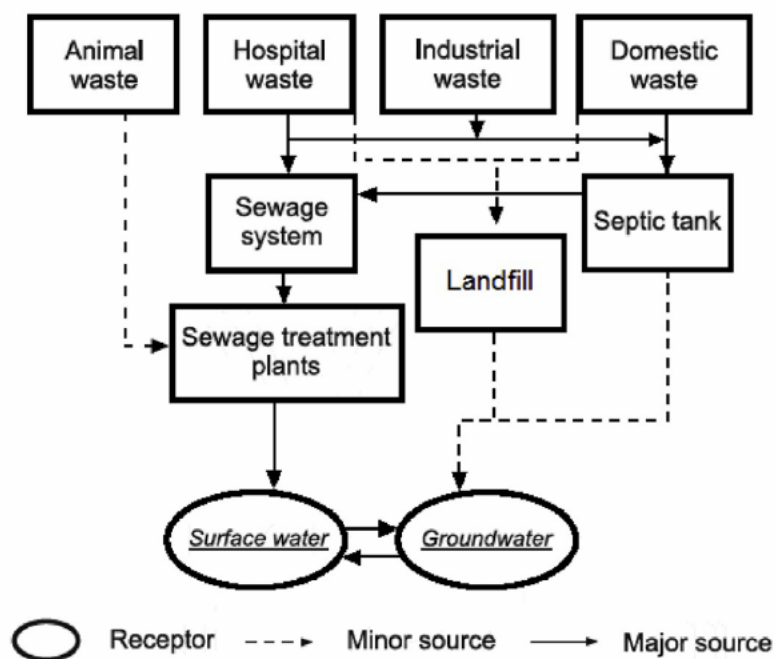 Animal
waste
Hospital
waste
Industrial
waste
Domestic
waste
Sewage
system
Septic tank
Landfill
Sewage treatment
plants
Surface water
Groundwater
Receptor
Minor source
Major source